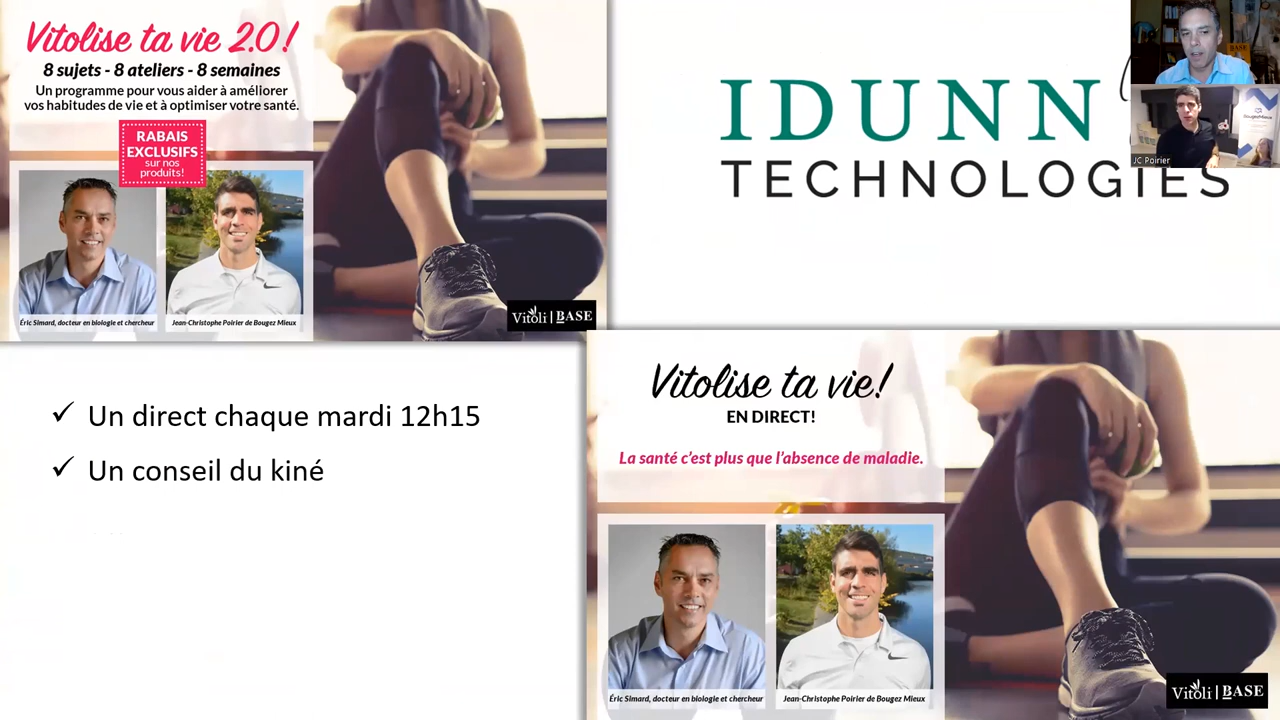 Vitolise ta vie 2.0!
8 sujets - 8 ateliers - 8 semaines
Un programme pour vous aider à améliorer
vos habitudes de vie et à optimiser votre santé.
RABAIS
EXCLUSIFS
sur nos
produits!
Éric Simard, docteur en biologie et chercheur
Jean-Christophe Poirier de Bougez Mieux
Vitoli | BASE
IDUNN
TECHNOLOGIES
BASE
JC Poirier
✓ Un direct chaque mardi 12h15
✓ Un conseil du kiné
Vitolise ta vie!
EN DIRECT!
La santé c'est plus que l'absence de maladie.
Éric Simard, docteur en biologie et chercheur
Jean-Christophe Poirier de Bougez Mieux
Vitoli | BASE